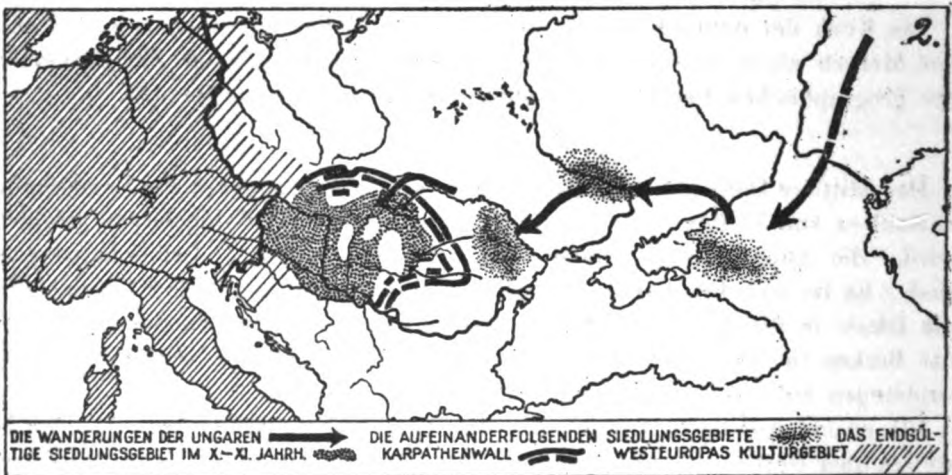 2.
DIE WANDERUNGEN DER UNGAREN DIE AUFEINANDERFOLGENDEN SIEDLUNGSGEBIETE DAS ENDGÜL-
TIGE SIEDLUNGSGEBIET IM X.–XI. JAHRH. KARPATHENWALL WESTEUROPAS KULTURGEBIET